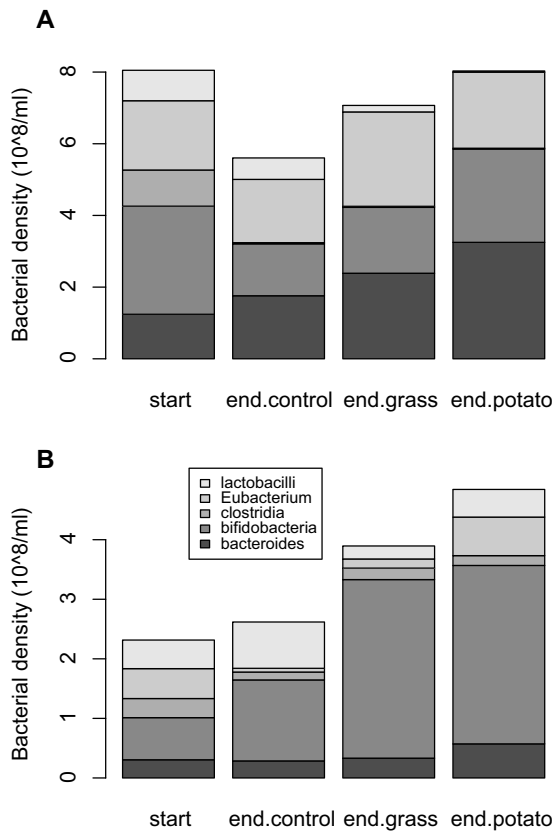 A
Bacterial density (10^8/ml)
8
6
4
2
0
start end.control end.grass end.potato
B
Bacterial density (10^8/ml)
4
3
2
1
0
lactobacilli
Eubacterium
clostridia
bifidobacteria
bacteroides
start end.control end.grass end.potato